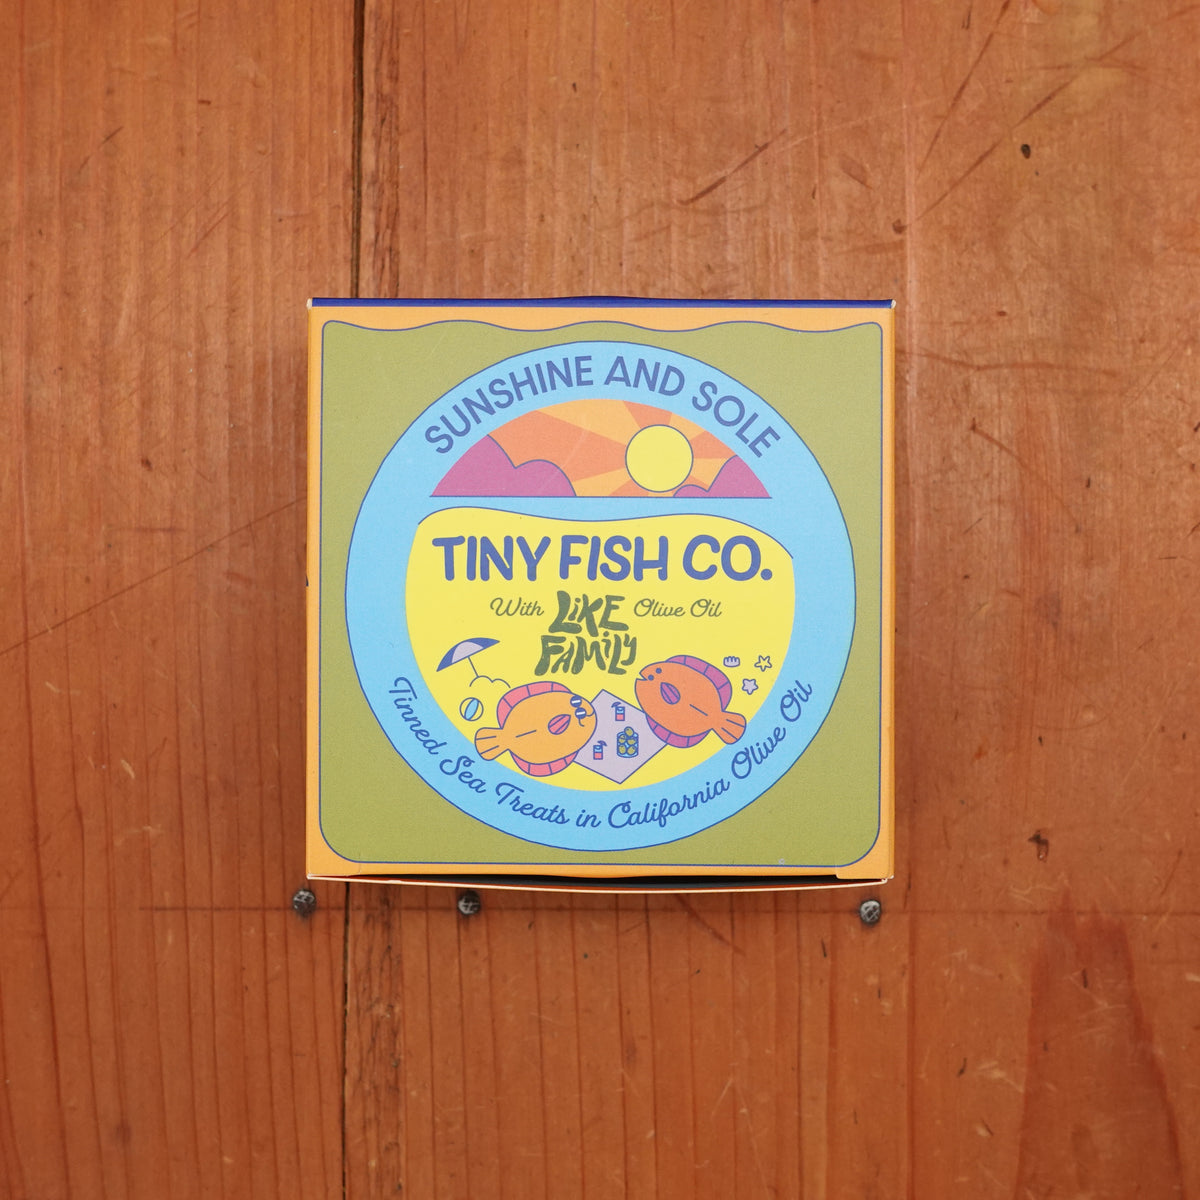 SUNSHINE AND SOLE
TINY FISH CO.
With LiKE FAMiLY Olive Oil
Tinned Sea Treats in California Olive Oil